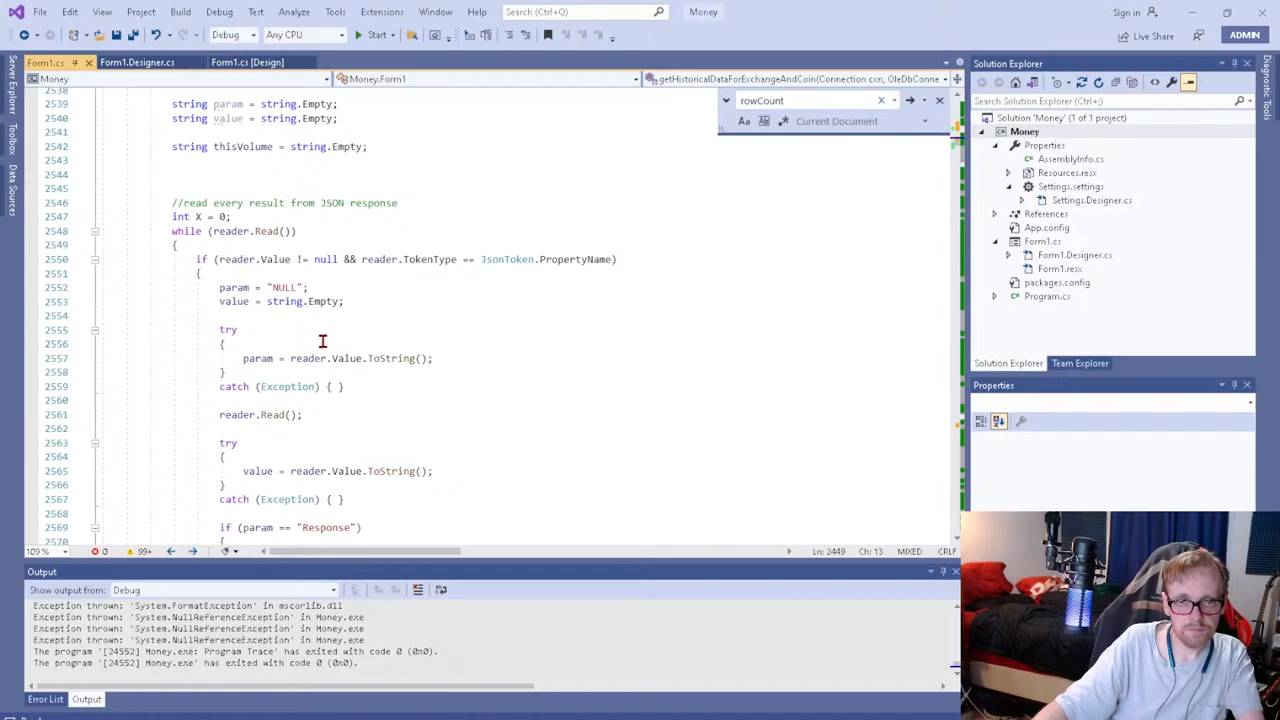 File Edit View Project Build Debug Test Analyze Tools Extensions Window Help Search (Ctrl+Q) Money Sign in
Debug Any CPU Start Live Share ADMIN
Server Explorer
Toolbox
Data Sources
Form1.cs Form1.Designer.cs Form1.cs [Design]
Money Money.Form1 getHistoricalDataForExchangeAndCoin(Connection cxn, OleDbConne
rowCount
Aa Current Document
2538
2539 string param = string.Empty;
2540 string value = string.Empty;
2541
2542 string thisVolume = string.Empty;
2543
2544
2545
2546 //read every result from JSON response
2547 int X = 0;
2548 while (reader.Read())
2549 {
2550 if (reader.Value != null && reader.TokenType == JsonToken.PropertyName)
2551 {
2552 param = "NULL";
2553 value = string.Empty;
2554
2555 try
2556 {
2557 param = reader.Value.ToString();
2558 }
2559 catch (Exception) { }
2560
2561 reader.Read();
2562
2563 try
2564 {
2565 value = reader.Value.ToString();
2566 }
2567 catch (Exception) { }
2568
2569 if (param == "Response")
2570 {
109 % 0 99+ Ln: 2449 Ch: 13 MIXED CRLF
Output
Show output from: Debug
Exception thrown: 'System.FormatException' in mscorlib.dll
Exception thrown: 'System.NullReferenceException' in Money.exe
Exception thrown: 'System.NullReferenceException' in Money.exe
Exception thrown: 'System.NullReferenceException' in Money.exe
The program '[24552] Money.exe: Program Trace' has exited with code 0 (0x0).
The program '[24552] Money.exe' has exited with code 0 (0x0).
Error List Output
Solution Explorer
Search Solution Explorer (Ctrl+;)
Solution 'Money' (1 of 1 project)
Money
Properties
AssemblyInfo.cs
Resources.resx
Settings.settings
Settings.Designer.cs
References
App.config
Form1.cs
Form1.Designer.cs
Form1.resx
packages.config
Program.cs
Solution Explorer Team Explorer
Properties
Diagnostic Tools